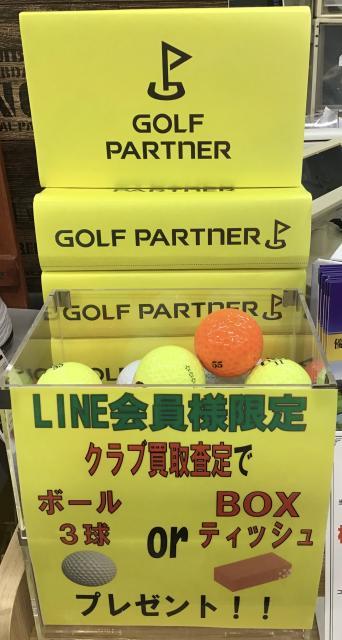 GOLF
PARTNER
GOLF PARTNER
GOLF PARTNER
55
55
LINE会員様限定
クラブ買取査定で
ボール
3球
or
BOX
ティッシュ
プレゼント！！